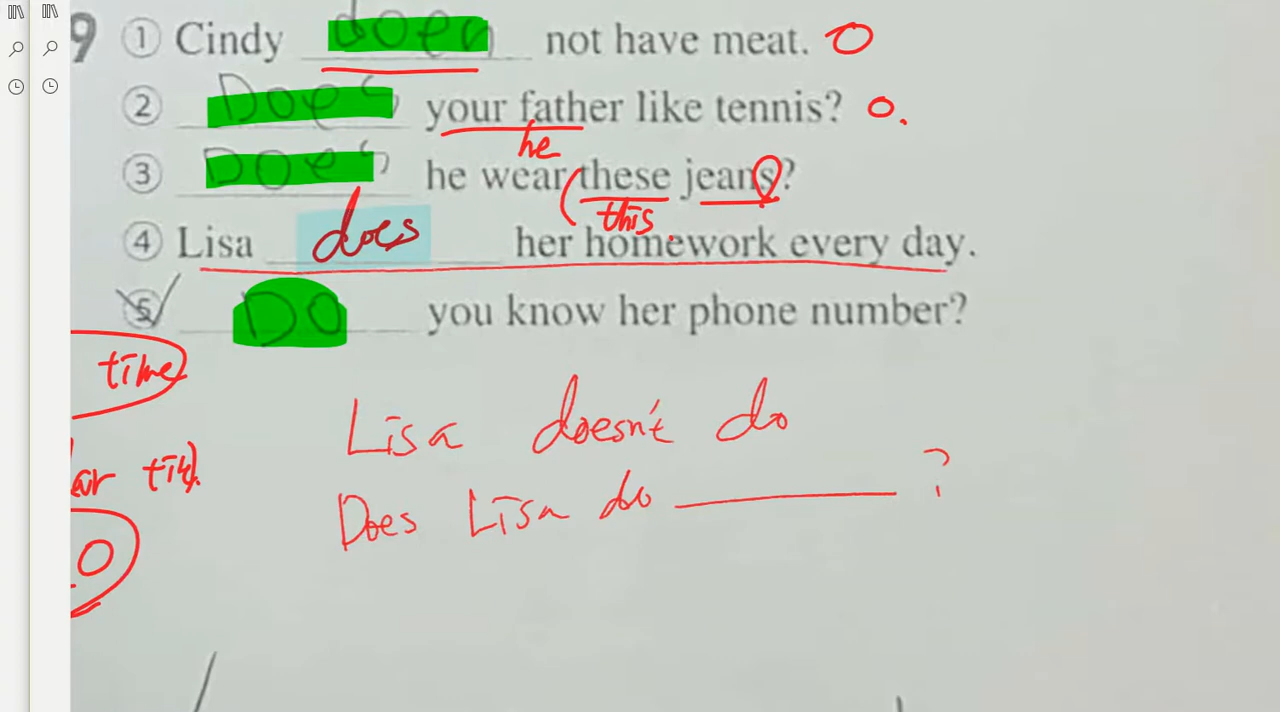 9 ① Cindy does not have meat. O
② Does your father like tennis? O.
he
③ Does he wear (these jeans?
this
④ Lisa does her homework every day.
⑤ Do you know her phone number?
time
Lisa doesn't do
Does Lisa do ________ ?